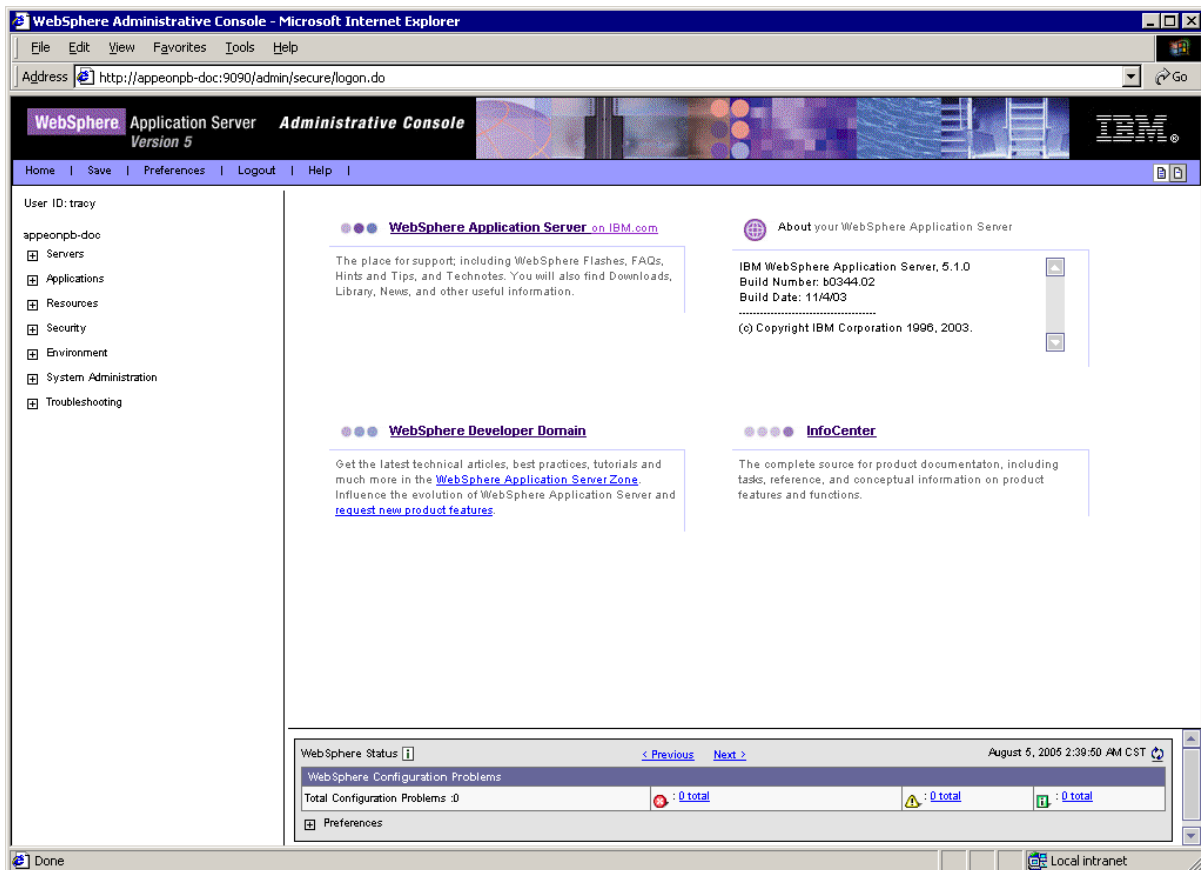 WebSphere Administrative Console - Microsoft Internet Explorer
File Edit View Favorites Tools Help
Address http://appeonpb-doc:9090/admin/secure/logon.do Go
WebSphere Application Server Administrative Console
Version 5
IBM®
Home | Save | Preferences | Logout | Help |
User ID: tracy
appeonpb-doc
Servers
Applications
Resources
Security
Environment
System Administration
Troubleshooting
WebSphere Application Server on IBM.com
The place for support; including WebSphere Flashes, FAQs,
Hints and Tips, and Technotes. You will also find Downloads,
Library, News, and other useful information.
About your WebSphere Application Server
IBM WebSphere Application Server, 5.1.0
Build Number: b0344.02
Build Date: 11/4/03
-------------------------------------
(c) Copyright IBM Corporation 1996, 2003.
WebSphere Developer Domain
Get the latest technical articles, best practices, tutorials and
much more in the WebSphere Application Server Zone.
Influence the evolution of WebSphere Application Server and
request new product features.
InfoCenter
The complete source for product documentaton, including
tasks, reference, and conceptual information on product
features and functions.
WebSphere Status i < Previous Next > August 5, 2005 2:39:50 AM CST
WebSphere Configuration Problems
Total Configuration Problems :0 : 0 total : 0 total : 0 total
Preferences
Done Local intranet